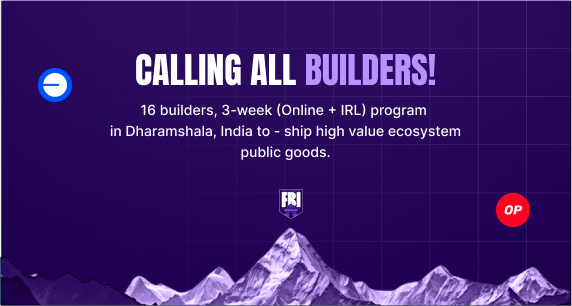 CALLING ALL BUILDERS!
16 builders, 3-week (Online + IRL) program
in Dharamshala, India to - ship high value ecosystem
public goods.
FRI
OP